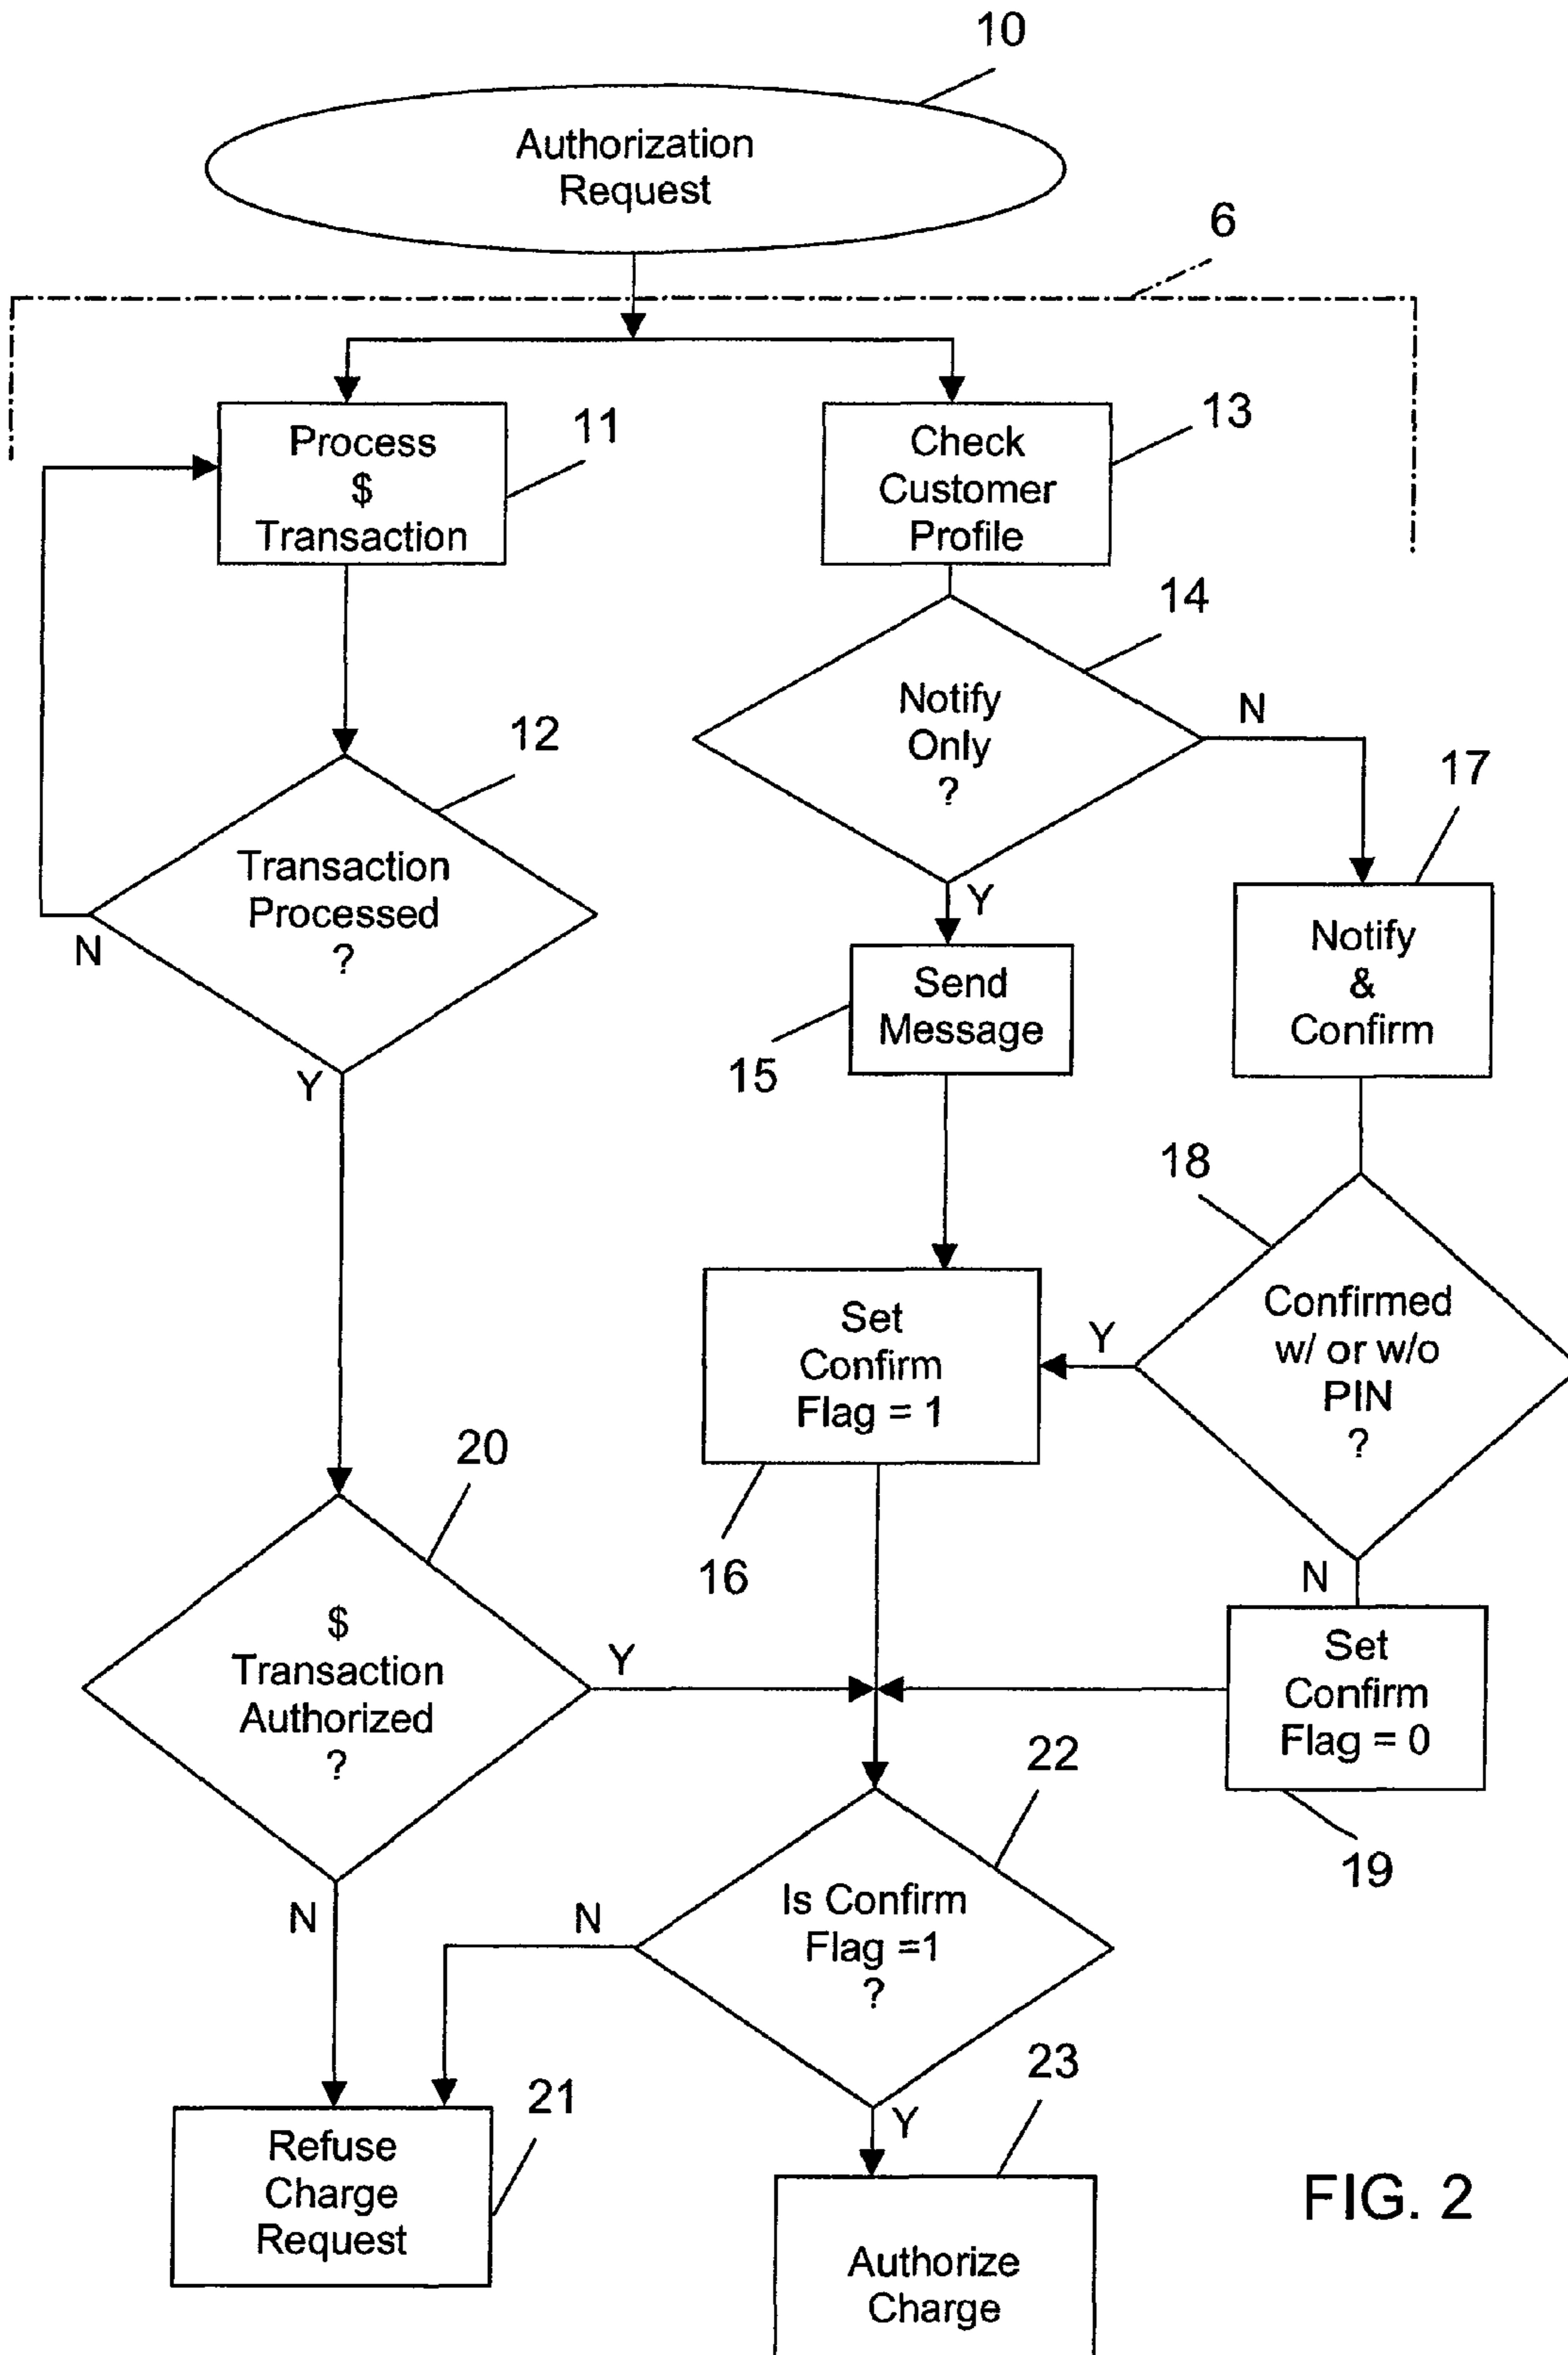 10
Authorization
Request
6
Process
$
Transaction
11
Check
Customer
Profile
13
14
Notify
Only
?
N
Y
12
Transaction
Processed
?
N
Y
17
Notify
&
Confirm
Send
Message
15
18
Confirmed
w/ or w/o
PIN
?
Y
N
Set
Confirm
Flag = 1
16
20
$
Transaction
Authorized
?
Y
N
Set
Confirm
Flag = 0
19
22
Is Confirm
Flag =1
?
N
Y
21
Refuse
Charge
Request
23
Authorize
Charge
FIG. 2